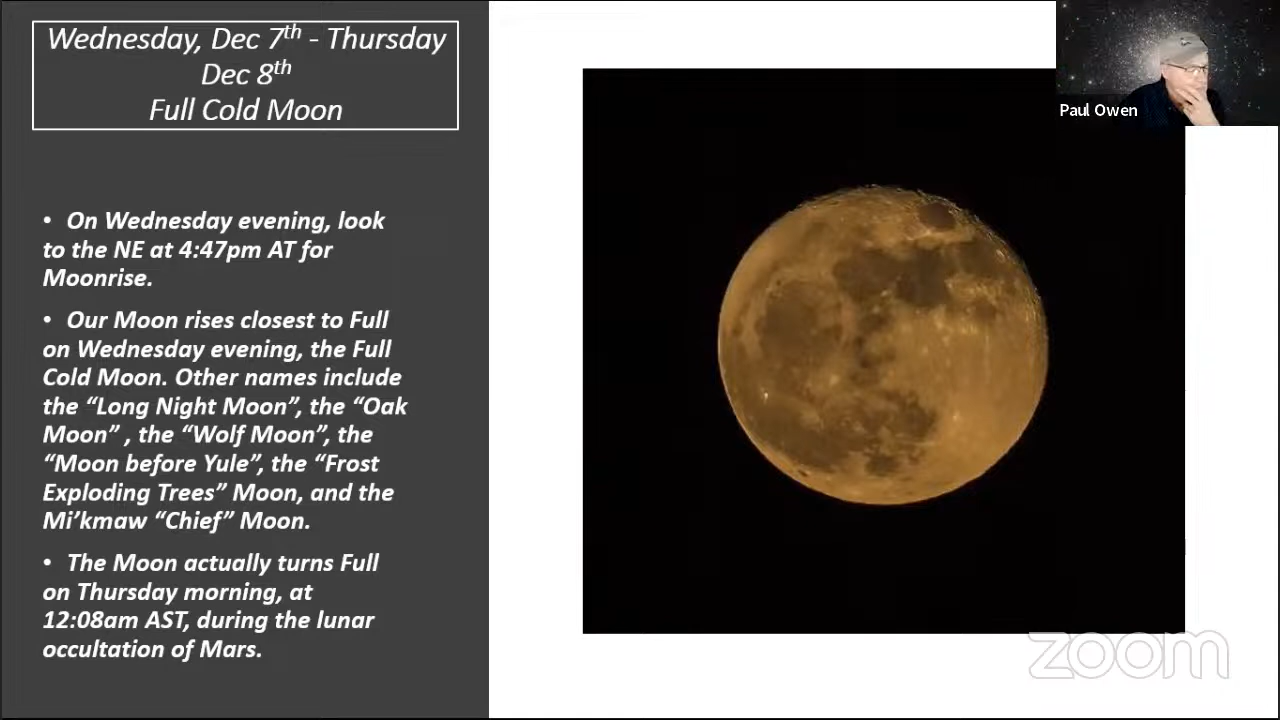 Wednesday, Dec 7th - Thursday
Dec 8th
Full Cold Moon
• On Wednesday evening, look
to the NE at 4:47pm AT for
Moonrise.
• Our Moon rises closest to Full
on Wednesday evening, the Full
Cold Moon. Other names include
the “Long Night Moon”, the “Oak
Moon” , the “Wolf Moon”, the
“Moon before Yule”, the “Frost
Exploding Trees” Moon, and the
Mi’kmaw “Chief” Moon.
• The Moon actually turns Full
on Thursday morning, at
12:08am AST, during the lunar
occultation of Mars.
Paul Owen
zoom